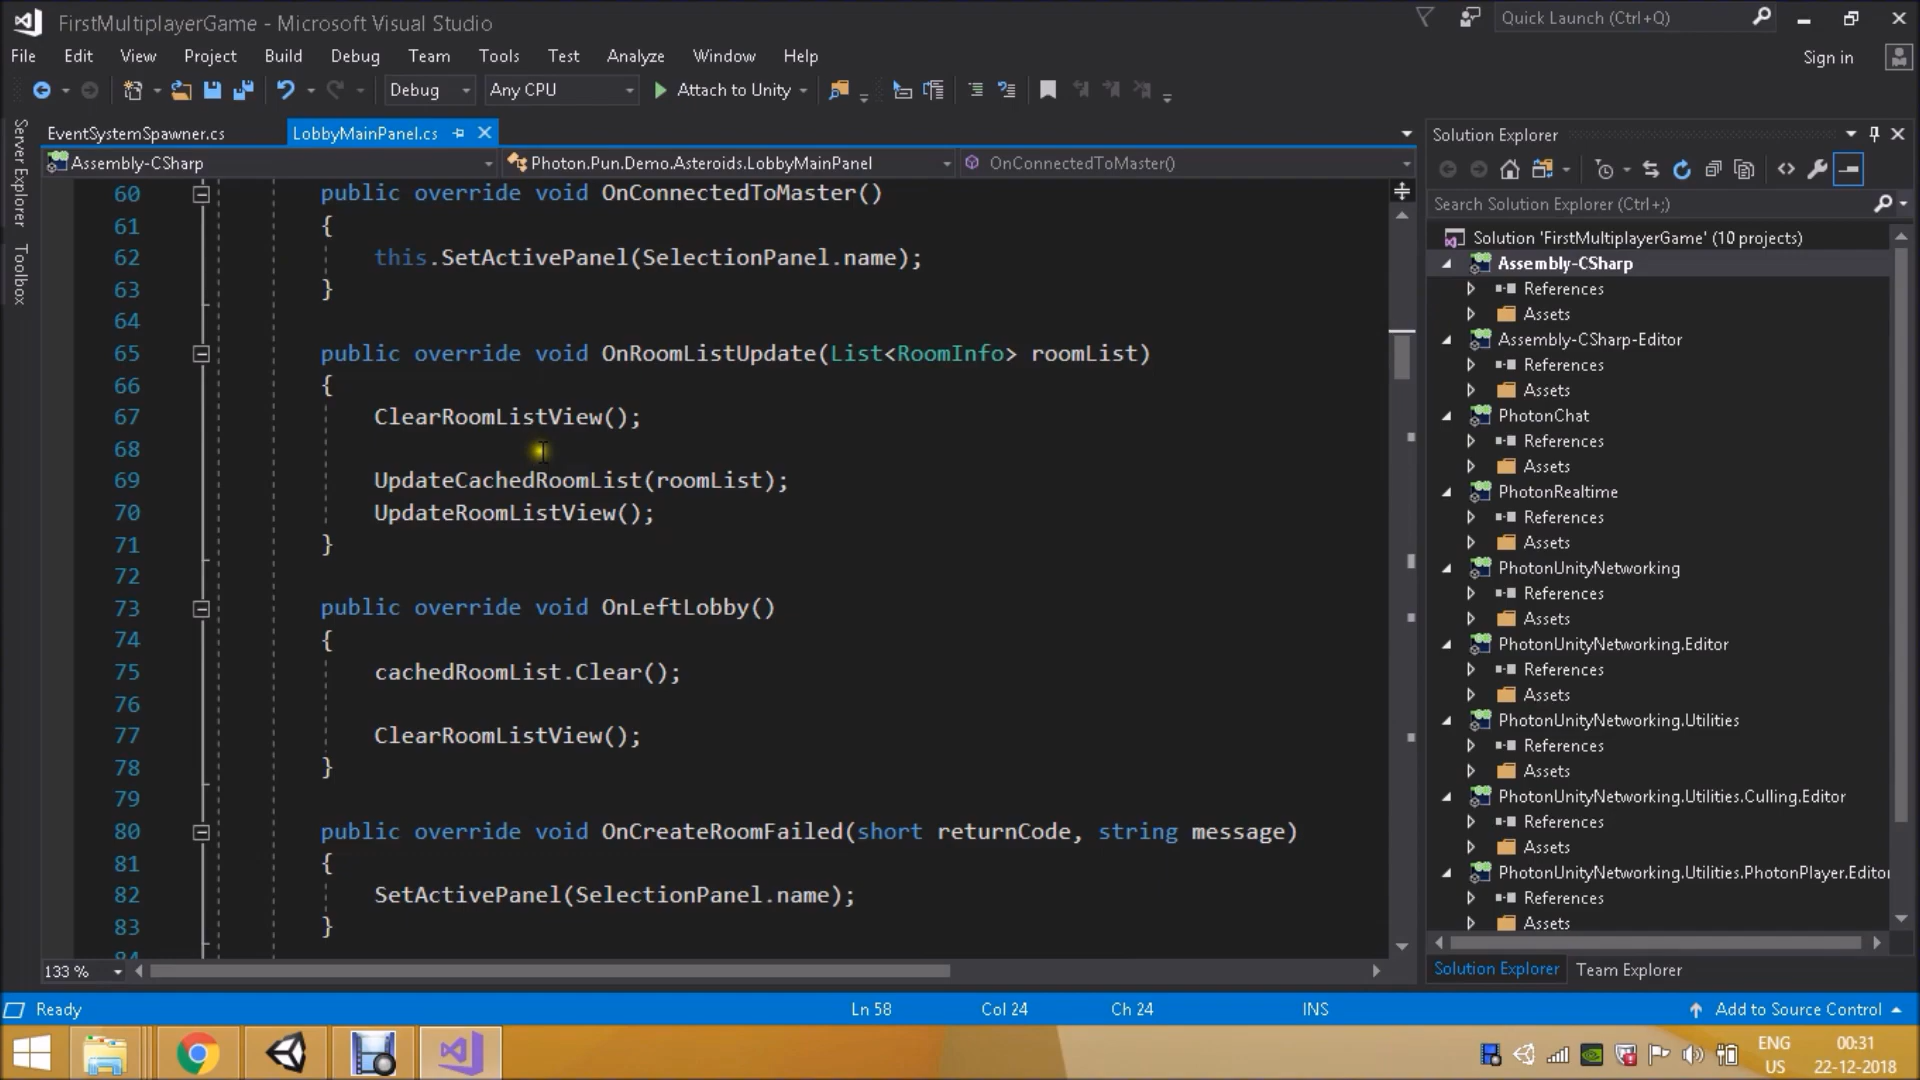 FirstMultiplayerGame - Microsoft Visual Studio
Quick Launch (Ctrl+Q)
File Edit View Project Build Debug Team Tools Test Analyze Window Help
Sign in
Debug Any CPU Attach to Unity
EventSystemSpawner.cs LobbyMainPanel.cs
Assembly-CSharp Photon.Pun.Demo.Asteroids.LobbyMainPanel OnConnectedToMaster()
Server Explorer
Toolbox
60 public override void OnConnectedToMaster()
61 {
62 this.SetActivePanel(SelectionPanel.name);
63 }
64
65 public override void OnRoomListUpdate(List<RoomInfo> roomList)
66 {
67 ClearRoomListView();
68
69 UpdateCachedRoomList(roomList);
70 UpdateRoomListView();
71 }
72
73 public override void OnLeftLobby()
74 {
75 cachedRoomList.Clear();
76
77 ClearRoomListView();
78 }
79
80 public override void OnCreateRoomFailed(short returnCode, string message)
81 {
82 SetActivePanel(SelectionPanel.name);
83 }
84
133 %
Solution Explorer
Search Solution Explorer (Ctrl+;)
Solution 'FirstMultiplayerGame' (10 projects)
Assembly-CSharp
References
Assets
Assembly-CSharp-Editor
References
Assets
PhotonChat
References
Assets
PhotonRealtime
References
Assets
PhotonUnityNetworking
References
Assets
PhotonUnityNetworking.Editor
References
Assets
PhotonUnityNetworking.Utilities
References
Assets
PhotonUnityNetworking.Utilities.Culling.Editor
References
Assets
PhotonUnityNetworking.Utilities.PhotonPlayer.Editor
References
Assets
Solution Explorer Team Explorer
Ready Ln 58 Col 24 Ch 24 INS Add to Source Control
ENG
US
00:31
22-12-2018